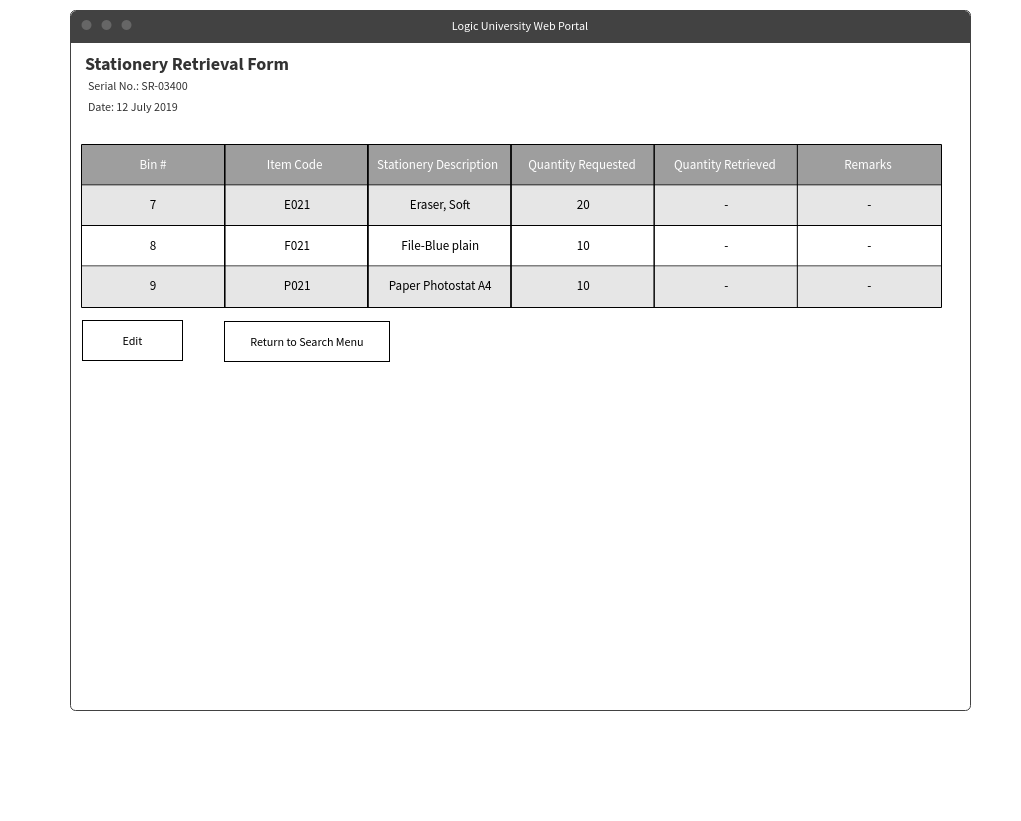 Logic University Web Portal
Stationery Retrieval Form
Serial No.: SR-03400
Date: 12 July 2019
Bin # Item Code Stationery Description Quantity Requested Quantity Retrieved Remarks
7 E021 Eraser, Soft 20 - -
8 F021 File-Blue plain 10 - -
9 P021 Paper Photostat A4 10 - -
Edit Return to Search Menu